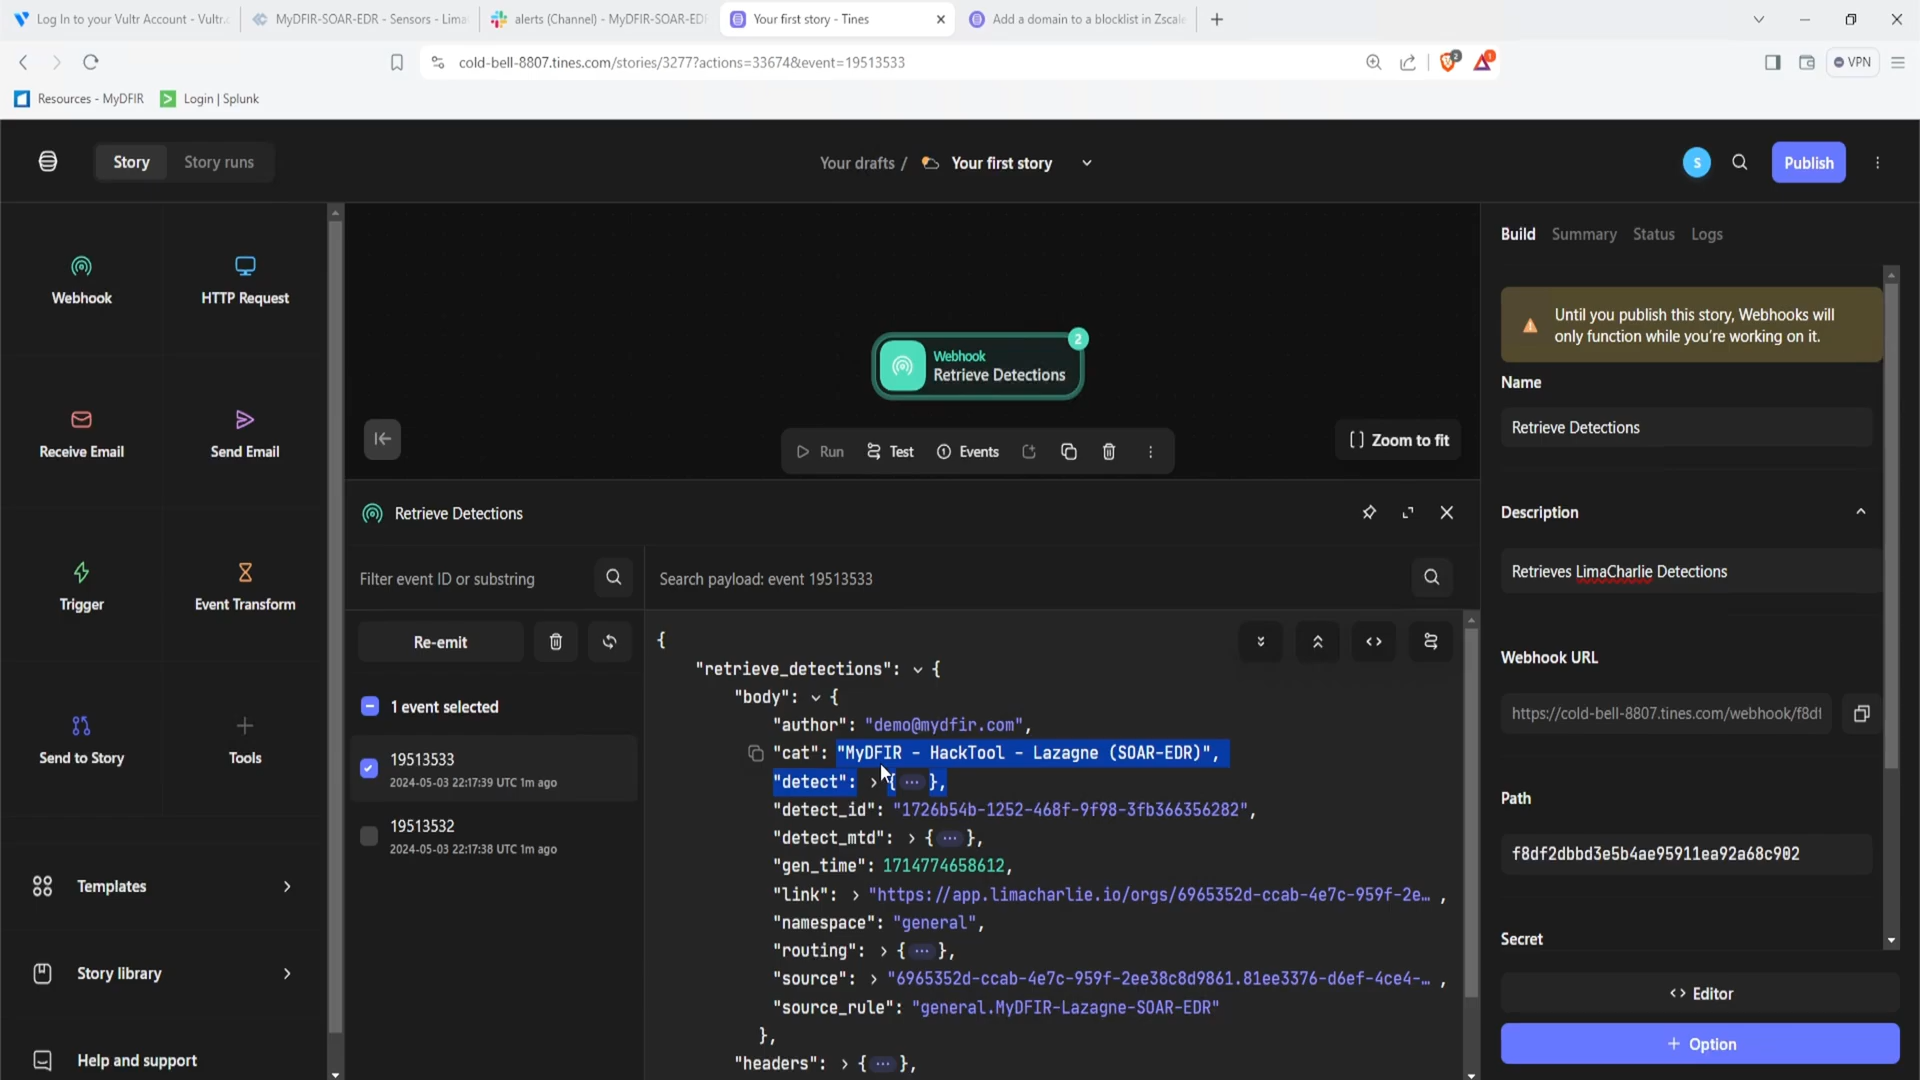 Log In to your Vultr Account - Vultr.
MyDFIR-SOAR-EDR - Sensors - Lima
alerts (Channel) - MyDFIR-SOAR-EDR
Your first story - Tines
Add a domain to a blocklist in Zscale
cold-bell-8807.tines.com/stories/3277?actions=33674&event=19513533
2
1
VPN
Resources - MyDFIR
Login | Splunk
Story
Story runs
Your drafts /
Your first story
S
Publish
Webhook
HTTP Request
Receive Email
Send Email
Trigger
Event Transform
Send to Story
Tools
Templates
Story library
Help and support
2
Webhook
Retrieve Detections
Run
Test
Events
Zoom to fit
Retrieve Detections
Filter event ID or substring
Search payload: event 19513533
Re-emit
1 event selected
19513533
2024-05-03 22:17:39 UTC 1m ago
19513532
2024-05-03 22:17:38 UTC 1m ago
{
"retrieve_detections": {
"body": {
"author": "demo@mydfir.com",
"cat": "MyDFIR - HackTool - Lazagne (SOAR-EDR)",
"detect": > { ... },
"detect_id": "1726b54b-1252-468f-9f98-3fb366356282",
"detect_mtd": > { ... },
"gen_time": 1714774658612,
"link": > "https://app.limacharlie.io/orgs/6965352d-ccab-4e7c-959f-2e… ,
"namespace": "general",
"routing": > { ... },
"source": > "6965352d-ccab-4e7c-959f-2ee38c8d9861.81ee3376-d6ef-4ce4-… ,
"source_rule": "general.MyDFIR-Lazagne-SOAR-EDR"
},
"headers": > { ... },
Build
Summary
Status
Logs
Until you publish this story, Webhooks will
only function while you're working on it.
Name
Retrieve Detections
Description
Retrieves LimaCharlie Detections
Webhook URL
https://cold-bell-8807.tines.com/webhook/f8df
Path
f8df2dbbd3e5b4ae95911ea92a68c902
Secret
<> Editor
+ Option